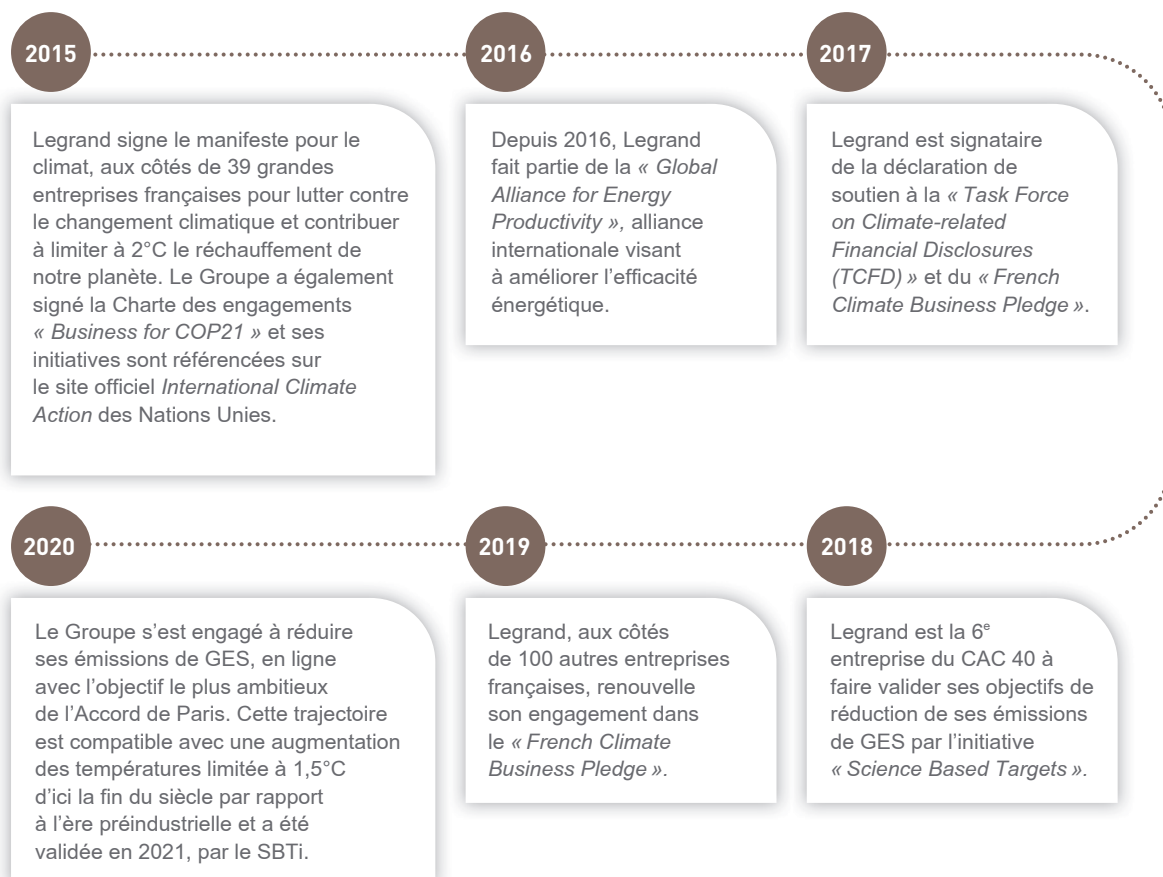 2015
Legrand signe le manifeste pour le
climat, aux côtés de 39 grandes
entreprises françaises pour lutter contre
le changement climatique et contribuer
à limiter à 2°C le réchauffement de
notre planète. Le Groupe a également
signé la Charte des engagements
« Business for COP21 » et ses
initiatives sont référencées sur
le site officiel International Climate
Action des Nations Unies.
2016
Depuis 2016, Legrand
fait partie de la « Global
Alliance for Energy
Productivity », alliance
internationale visant
à améliorer l’efficacité
énergétique.
2017
Legrand est signataire
de la déclaration de
soutien à la « Task Force
on Climate-related
Financial Disclosures
(TCFD) » et du « French
Climate Business Pledge ».
2018
Legrand est la 6e
entreprise du CAC 40 à
faire valider ses objectifs de
réduction de ses émissions
de GES par l’initiative
« Science Based Targets ».
2019
Legrand, aux côtés
de 100 autres entreprises
françaises, renouvelle
son engagement dans
le « French Climate
Business Pledge ».
2020
Le Groupe s’est engagé à réduire
ses émissions de GES, en ligne
avec l’objectif le plus ambitieux
de l’Accord de Paris. Cette trajectoire
est compatible avec une augmentation
des températures limitée à 1,5°C
d’ici la fin du siècle par rapport
à l’ère préindustrielle et a été
validée en 2021, par le SBTi.